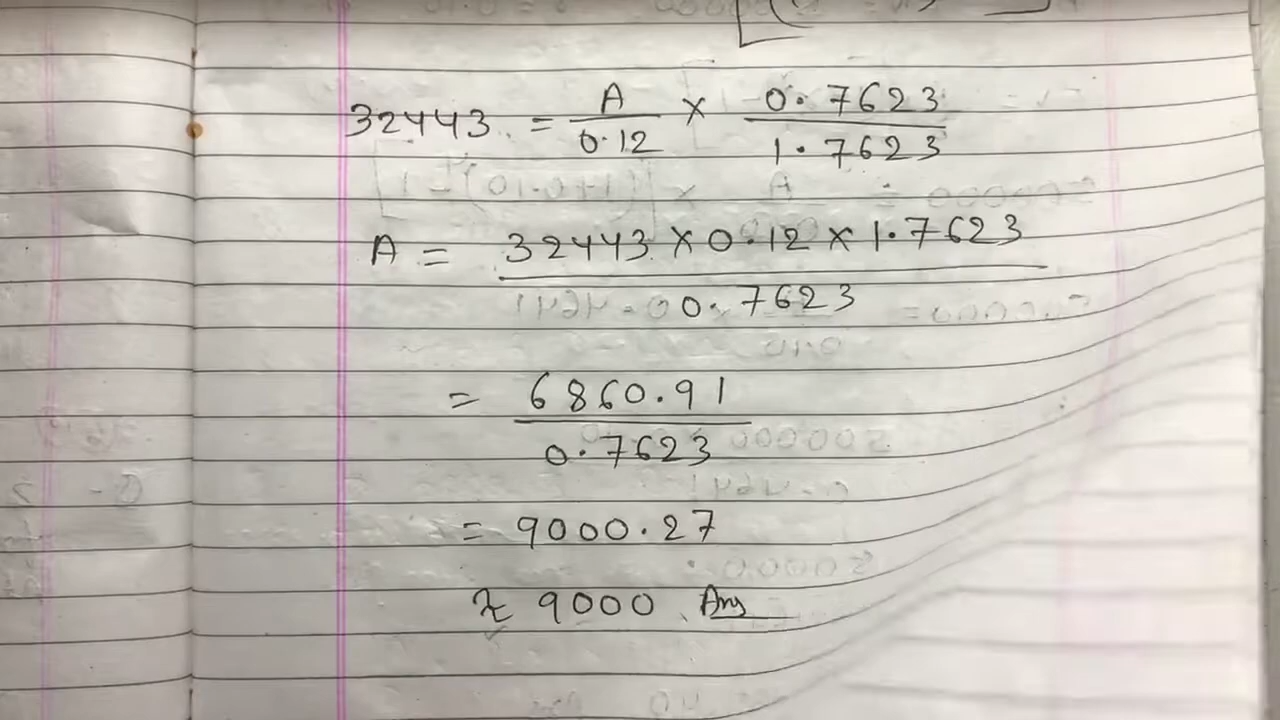 32443 = A/0.12 × 0.7623/1.7623
A = 32443 × 0.12 × 1.7623 / 0.7623
= 6860.91 / 0.7623
= 9000.27
≈ 9000 Ans